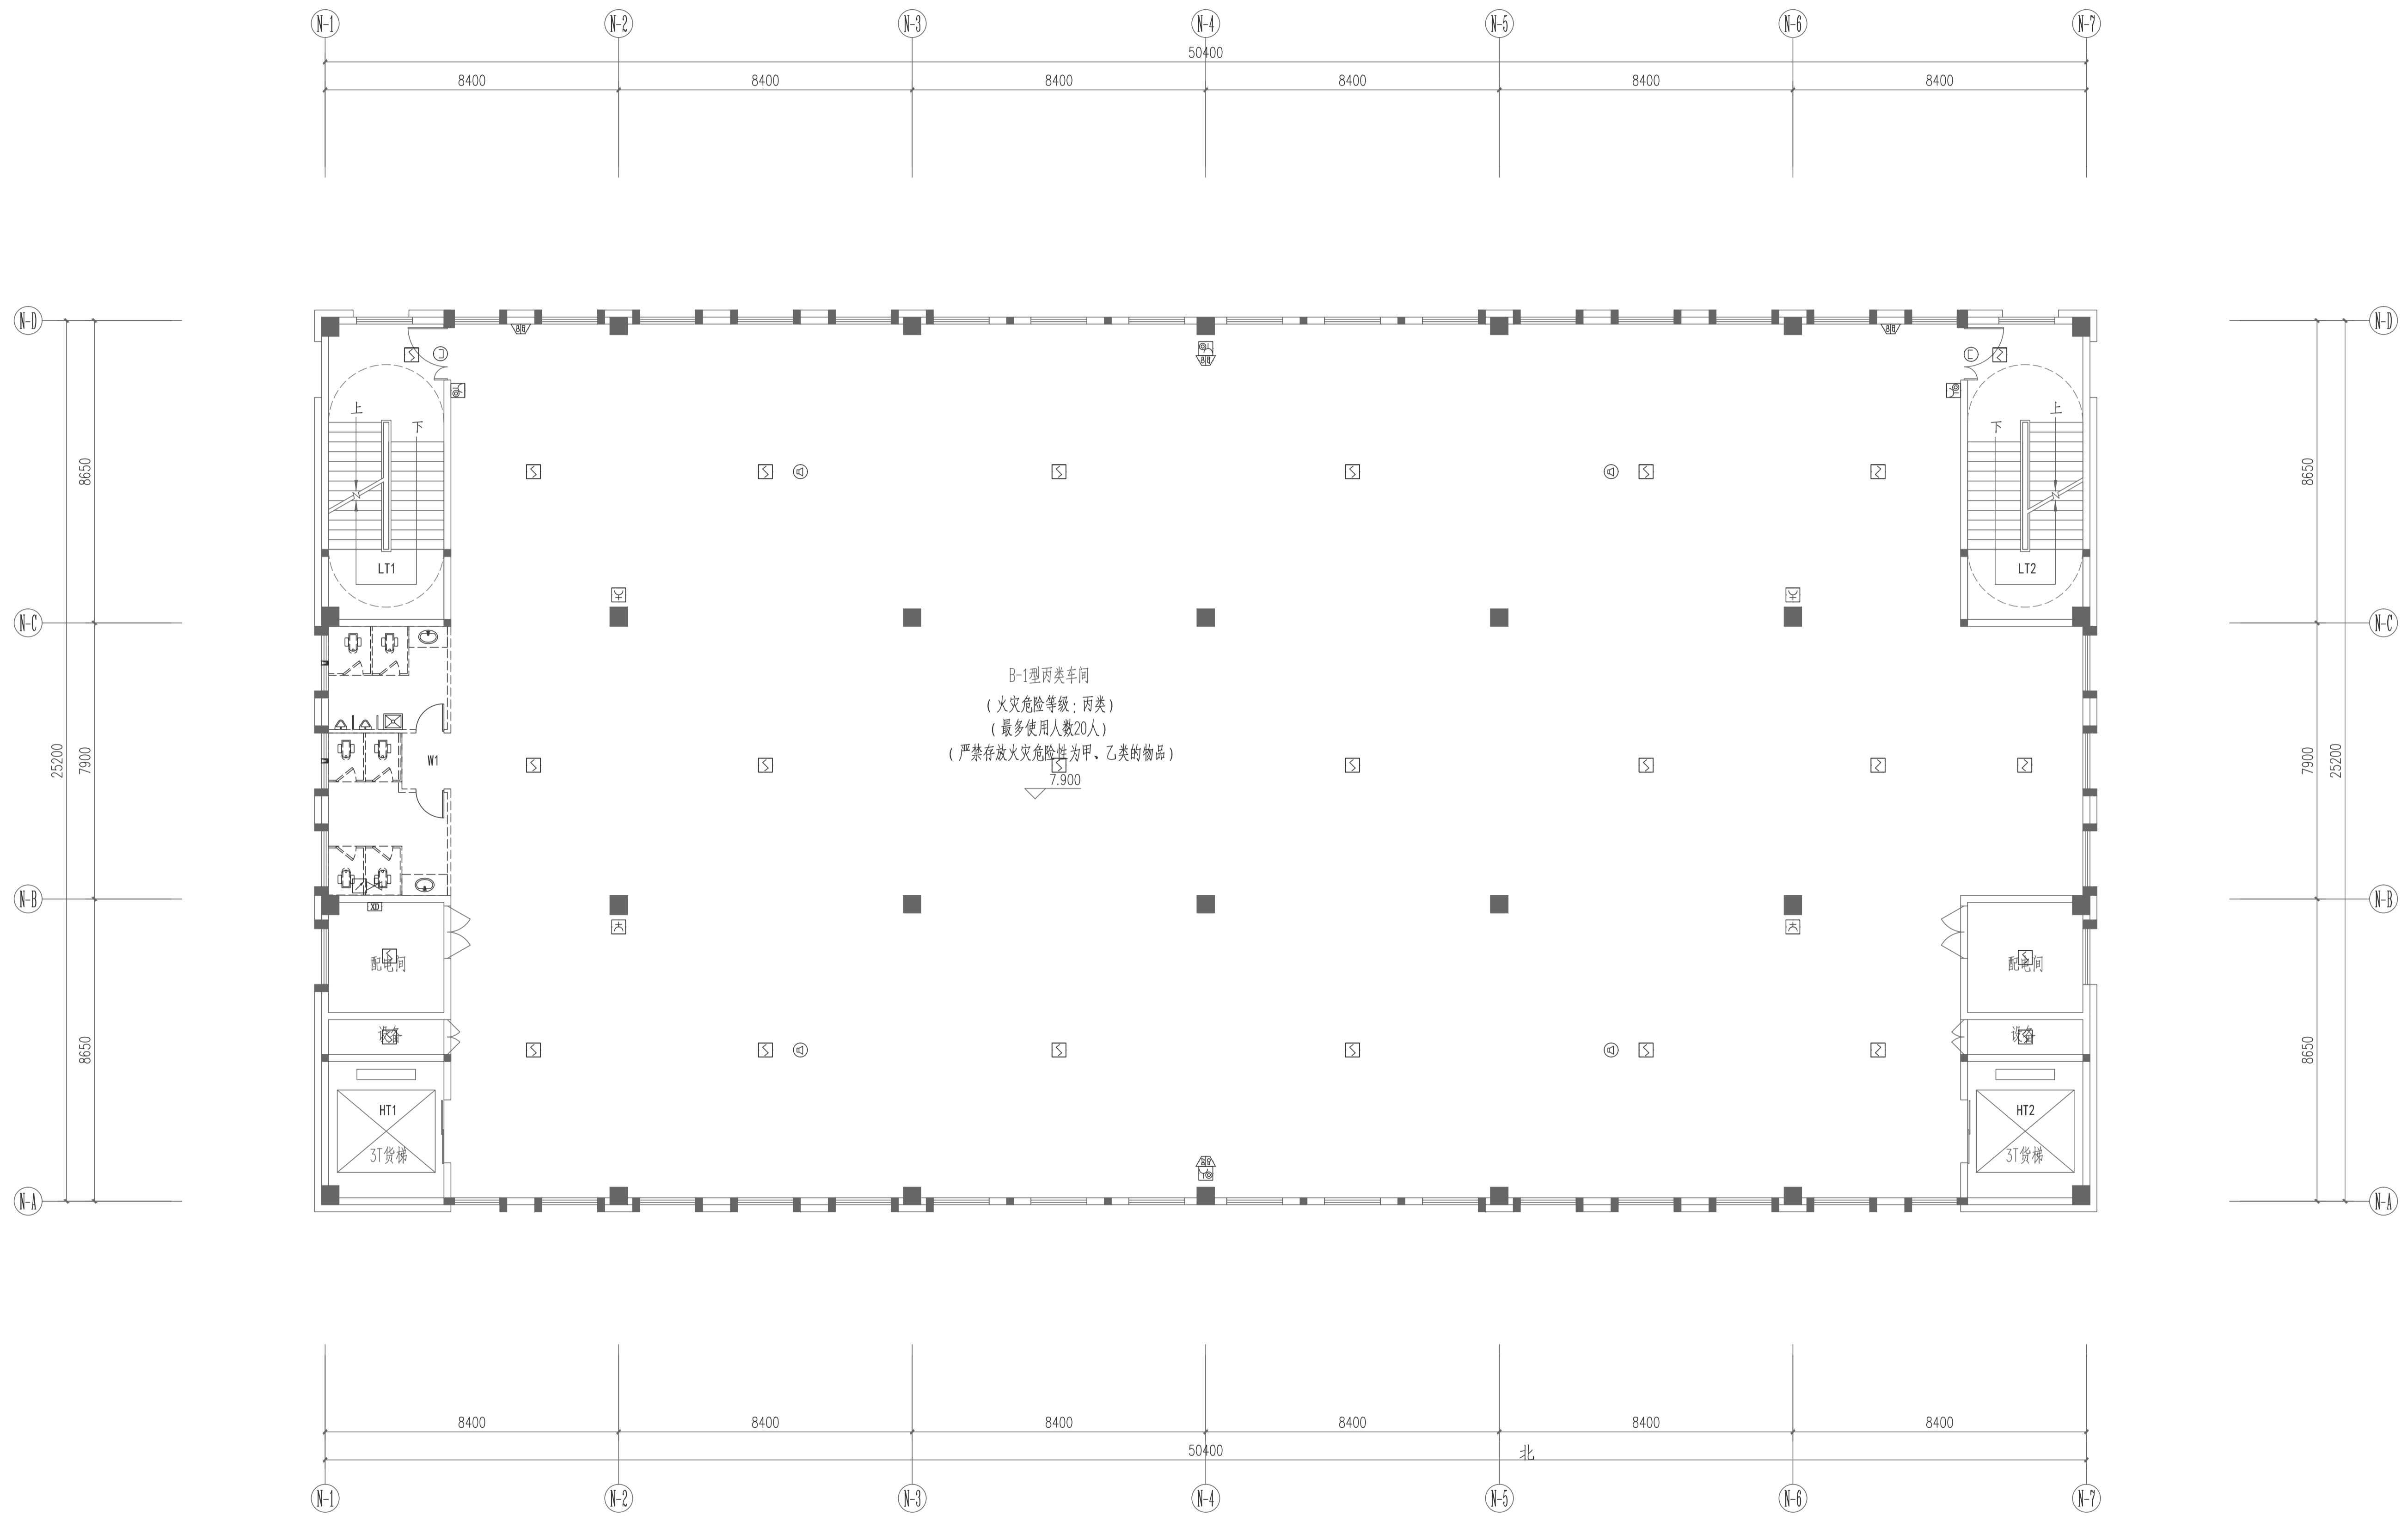 N-1 N-2 N-3 N-4 N-5 N-6 N-7
50400
8400 8400 8400 8400 8400 8400
N-D N-D
上 下 下 上
8650 8650
LT1 LT2
N-C N-C
B-1型丙类车间
(火灾危险等级:丙类)
(最多使用人数20人)
(严禁存放火灾危险性为甲、乙类的物品)
7.900
W1
25200 7900 7900 25200
N-B N-B
配电间 配电间
设备 设备
8650 8650
HT1 HT2
3T货梯 3T货梯
N-A N-A
8400 8400 8400 8400 8400 8400
50400
北
N-1 N-2 N-3 N-4 N-5 N-6 N-7